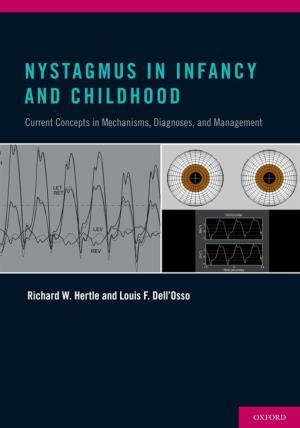 NYSTAGMUS IN INFANCY
AND CHILDHOOD
Current Concepts in Mechanisms, Diagnoses, and Management
LET
RET
LEV
REV
Richard W. Hertle and Louis F. Dell'Osso
OXFORD